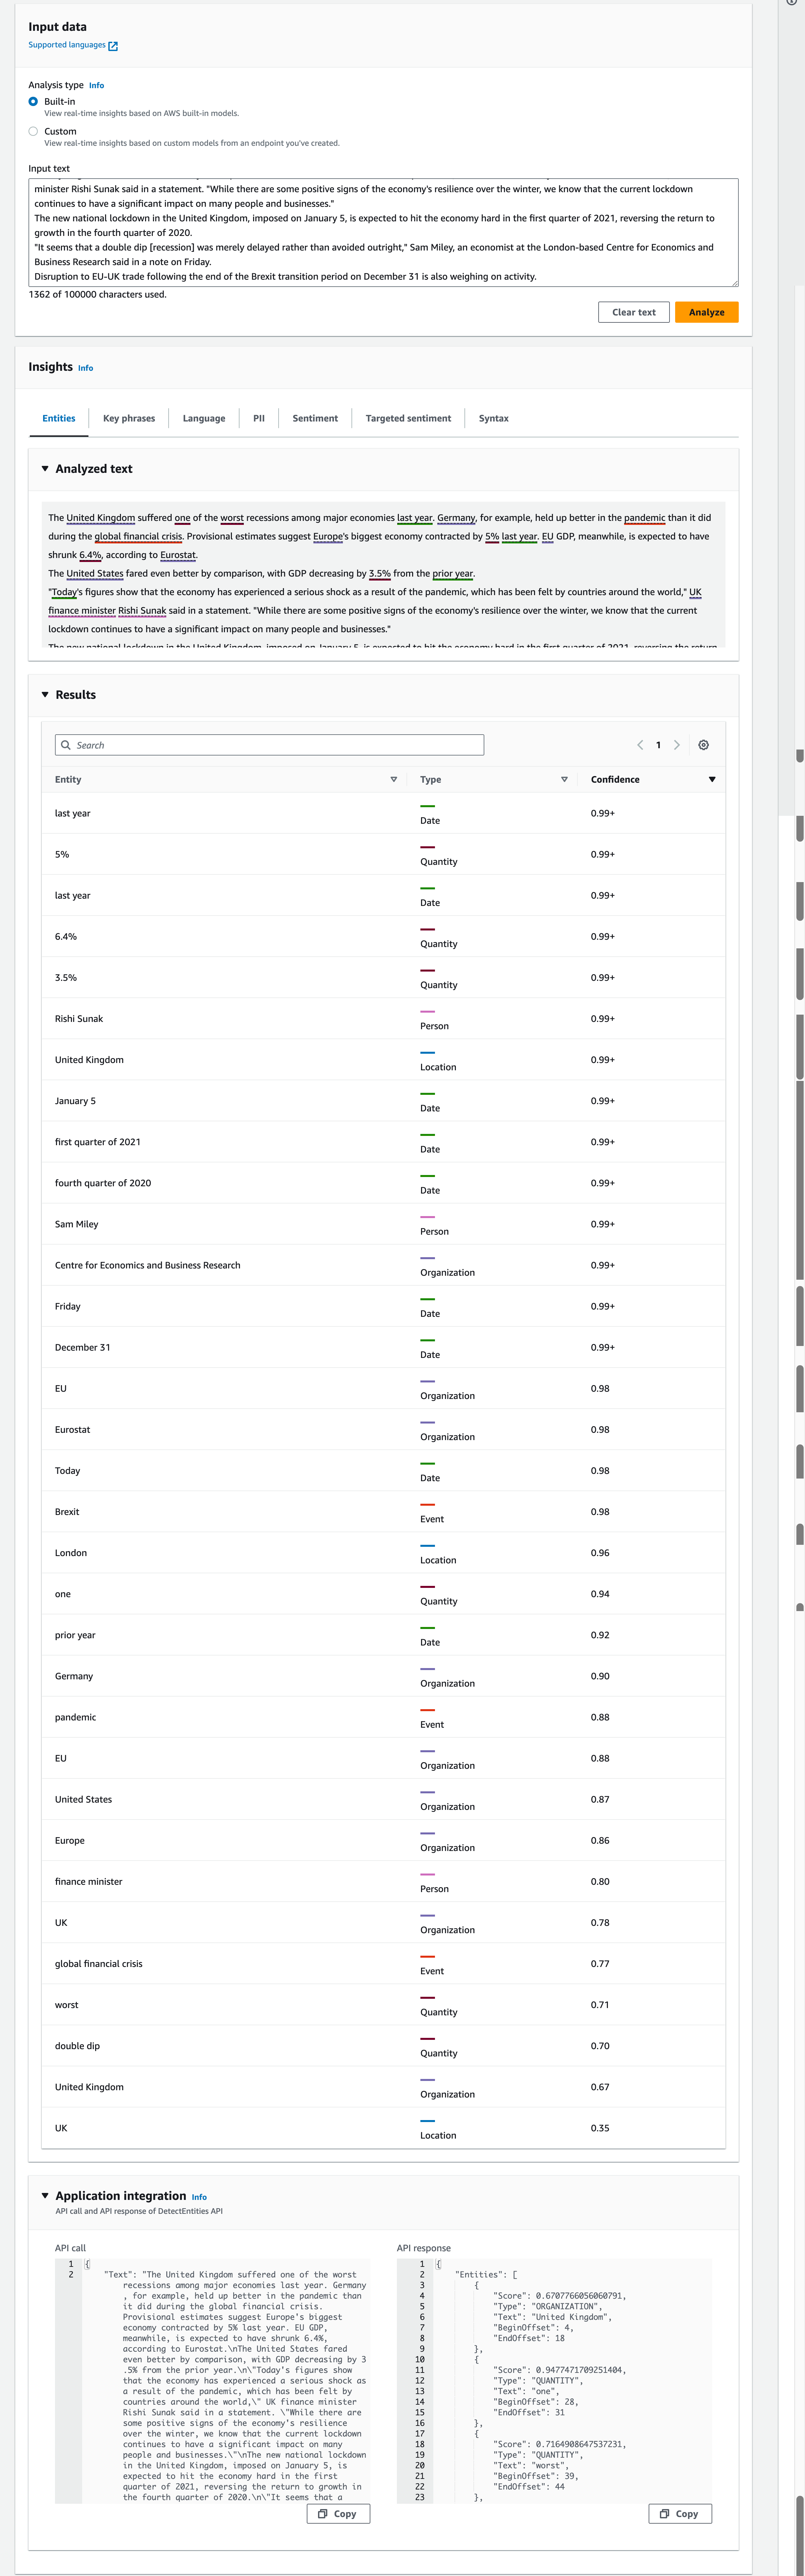 Input data
Supported languages
Analysis type Info
Built-in
View real-time insights based on AWS built-in models.
Custom
View real-time insights based on custom models from an endpoint you've created.
Input text
minister Rishi Sunak said in a statement. "While there are some positive signs of the economy's resilience over the winter, we know that the current lockdown
continues to have a significant impact on many people and businesses."
The new national lockdown in the United Kingdom, imposed on January 5, is expected to hit the economy hard in the first quarter of 2021, reversing the return to
growth in the fourth quarter of 2020.
"It seems that a double dip [recession] was merely delayed rather than avoided outright," Sam Miley, an economist at the London-based Centre for Economics and
Business Research said in a note on Friday.
Disruption to EU-UK trade following the end of the Brexit transition period on December 31 is also weighing on activity.
1362 of 100000 characters used.
Clear text Analyze
Insights Info
Entities Key phrases Language PII Sentiment Targeted sentiment Syntax
Analyzed text
The United Kingdom suffered one of the worst recessions among major economies last year. Germany, for example, held up better in the pandemic than it did
during the global financial crisis. Provisional estimates suggest Europe's biggest economy contracted by 5% last year. EU GDP, meanwhile, is expected to have
shrunk 6.4%, according to Eurostat.
The United States fared even better by comparison, with GDP decreasing by 3.5% from the prior year.
"Today's figures show that the economy has experienced a serious shock as a result of the pandemic, which has been felt by countries around the world," UK
finance minister Rishi Sunak said in a statement. "While there are some positive signs of the economy's resilience over the winter, we know that the current
lockdown continues to have a significant impact on many people and businesses."
The new national lockdown in the United Kingdom, imposed on January 5, is expected to hit the economy hard in the first quarter of 2021, reversing the return
Results
Search 1
Entity Type Confidence
last year Date 0.99+
5% Quantity 0.99+
last year Date 0.99+
6.4% Quantity 0.99+
3.5% Quantity 0.99+
Rishi Sunak Person 0.99+
United Kingdom Location 0.99+
January 5 Date 0.99+
first quarter of 2021 Date 0.99+
fourth quarter of 2020 Date 0.99+
Sam Miley Person 0.99+
Centre for Economics and Business Research Organization 0.99+
Friday Date 0.99+
December 31 Date 0.99+
EU Organization 0.98
Eurostat Organization 0.98
Today Date 0.98
Brexit Event 0.98
London Location 0.96
one Quantity 0.94
prior year Date 0.92
Germany Organization 0.90
pandemic Event 0.88
EU Organization 0.88
United States Organization 0.87
Europe Organization 0.86
finance minister Person 0.80
UK Organization 0.78
global financial crisis Event 0.77
worst Quantity 0.71
double dip Quantity 0.70
United Kingdom Organization 0.67
UK Location 0.35
Application integration Info
API call and API response of DetectEntities API
API call
1 {
2 "Text": "The United Kingdom suffered one of the worst
recessions among major economies last year. Germany
, for example, held up better in the pandemic than
it did during the global financial crisis.
Provisional estimates suggest Europe's biggest
economy contracted by 5% last year. EU GDP,
meanwhile, is expected to have shrunk 6.4%,
according to Eurostat.\nThe United States fared
even better by comparison, with GDP decreasing by 3
.5% from the prior year.\n\"Today's figures show
that the economy has experienced a serious shock as
a result of the pandemic, which has been felt by
countries around the world,\" UK finance minister
Rishi Sunak said in a statement. \"While there are
some positive signs of the economy's resilience
over the winter, we know that the current lockdown
continues to have a significant impact on many
people and businesses.\"\nThe new national lockdown
in the United Kingdom, imposed on January 5, is
expected to hit the economy hard in the first
quarter of 2021, reversing the return to growth in
the fourth quarter of 2020.\n\"It seems that a
Copy
API response
1 {
2 "Entities": [
3 {
4 "Score": 0.6707766056060791,
5 "Type": "ORGANIZATION",
6 "Text": "United Kingdom",
7 "BeginOffset": 4,
8 "EndOffset": 18
9 },
10 {
11 "Score": 0.9477471709251404,
12 "Type": "QUANTITY",
13 "Text": "one",
14 "BeginOffset": 28,
15 "EndOffset": 31
16 },
17 {
18 "Score": 0.7164908647537231,
19 "Type": "QUANTITY",
20 "Text": "worst",
21 "BeginOffset": 39,
22 "EndOffset": 44
23 },
Copy